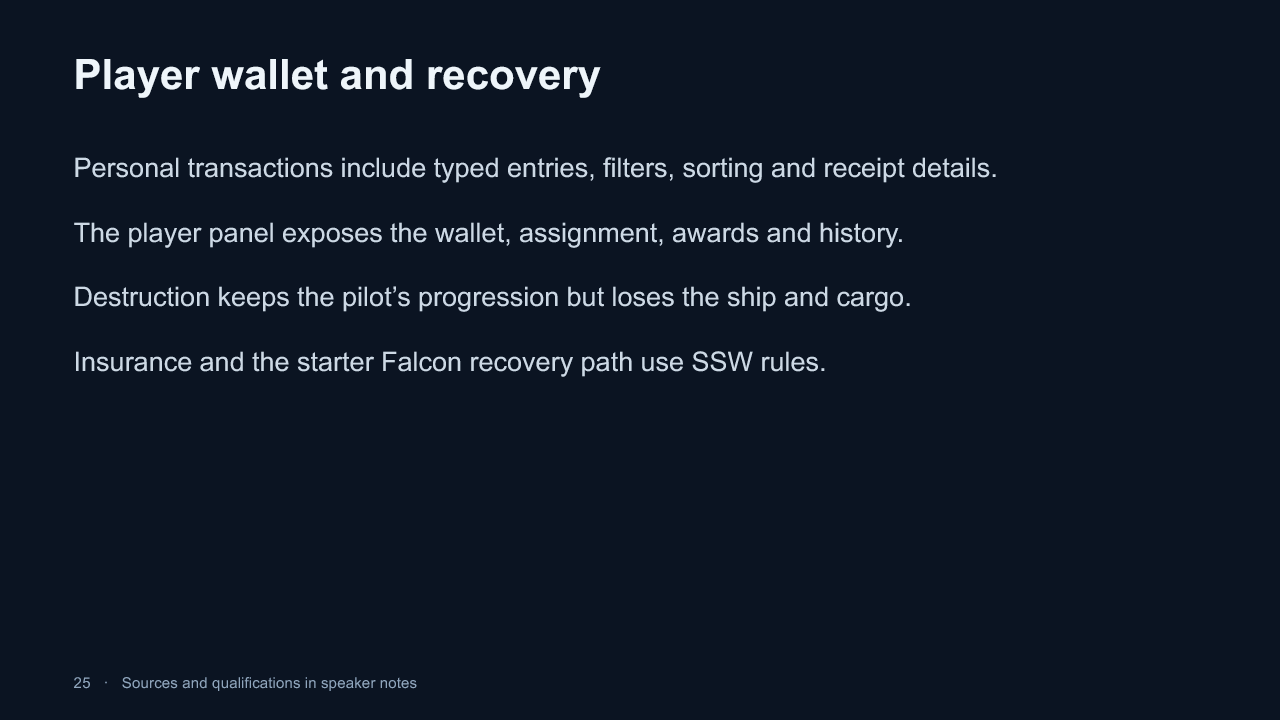 Player wallet and recovery
Personal transactions include typed entries, filters, sorting and receipt details.
The player panel exposes the wallet, assignment, awards and history.
Destruction keeps the pilot’s progression but loses the ship and cargo.
Insurance and the starter Falcon recovery path use SSW rules.
25 · Sources and qualifications in speaker notes